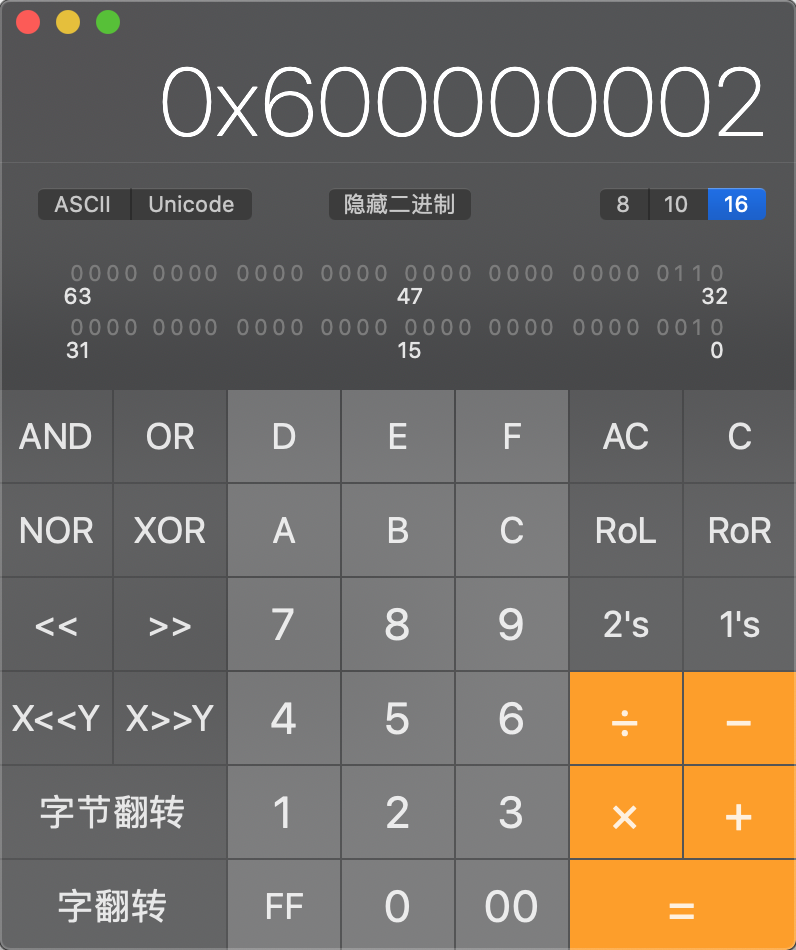 0x600000002
ASCII Unicode 隐藏二进制 8 10 16
0000 0000 0000 0000 0000 0000 0000 0110
63 47 32
0000 0000 0000 0000 0000 0000 0000 0010
31 15 0
AND OR D E F AC C
NOR XOR A B C RoL RoR
<< >> 7 8 9 2's 1's
X<<Y X>>Y 4 5 6 ÷ −
字节翻转 1 2 3 × +
字翻转 FF 0 00 =